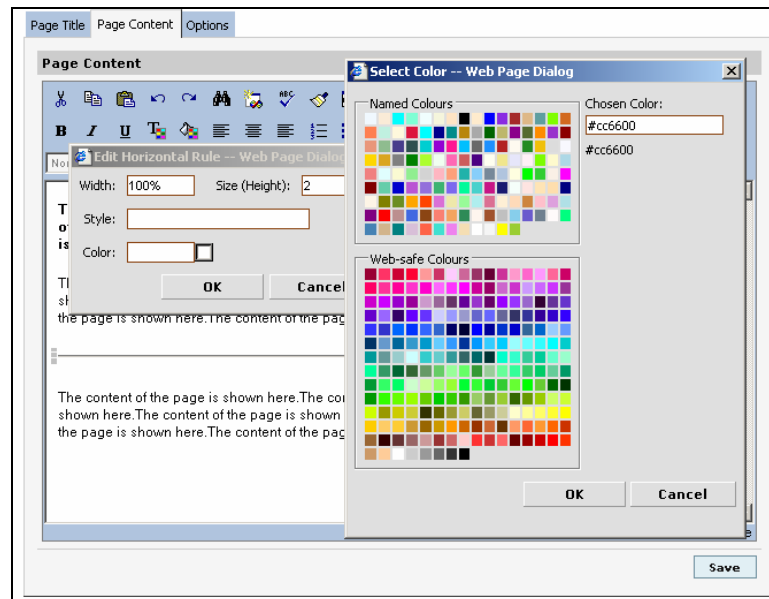 Page Title Page Content Options
Page Content
Select Color -- Web Page Dialog
Named Colours
Chosen Color:
#cc6600
#cc6600
ABC
B I U
Edit Horizontal Rule -- Web Page Dialog
Width: 100% Size (Height): 2
Style:
Color:
OK Cancel
the page is shown here.The content of the pag
Web-safe Colours
The content of the page is shown here.The co
shown here.The content of the page is shown
the page is shown here.The content of the pag
OK Cancel
Save